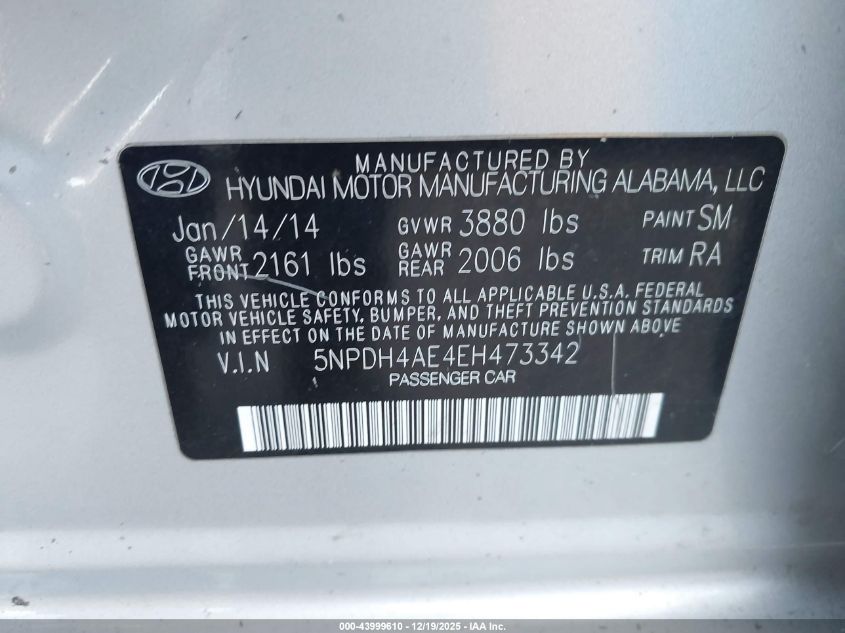 MANUFACTURED BY
HYUNDAI MOTOR MANUFACTURING ALABAMA, LLC
Jan/14/14 GVWR 3880 lbs PAINT SM
GAWR FRONT 2161 lbs GAWR REAR 2006 lbs TRIM RA
THIS VEHICLE CONFORMS TO ALL APPLICABLE U.S.A. FEDERAL
MOTOR VEHICLE SAFETY, BUMPER, AND THEFT PREVENTION STANDARDS
IN EFFECT ON THE DATE OF MANUFACTURE SHOWN ABOVE
V.I.N 5NPDH4AE4EH473342
PASSENGER CAR
000-43999610 - 12/19/2025 - IAA Inc.